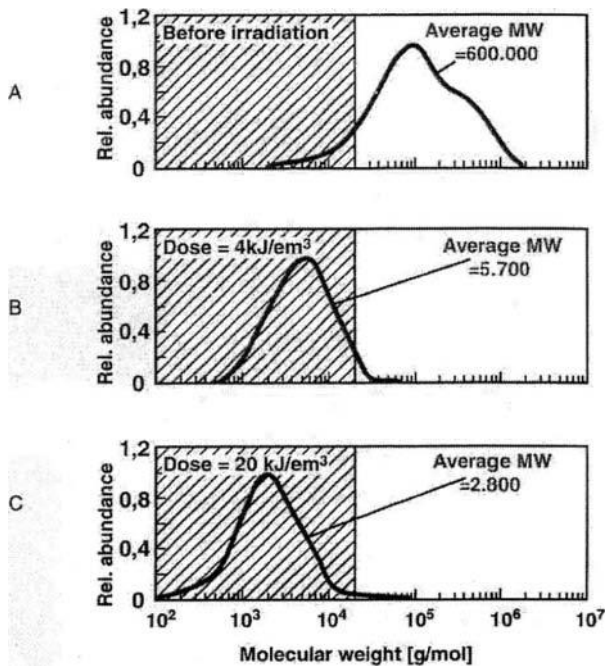 A
Rel. abundance
1,2
0,8
0,4
0
Before irradiation
Average MW
=600.000
B
Rel. abundance
1,2
0,8
0,4
0
Dose = 4kJ/em³
Average MW
=5.700
C
Rel. abundance
1,2
0,8
0,4
0
Dose = 20 kJ/em³
Average MW
=2.800
10² 10³ 10⁴ 10⁵ 10⁶ 10⁷
Molecular weight [g/mol]